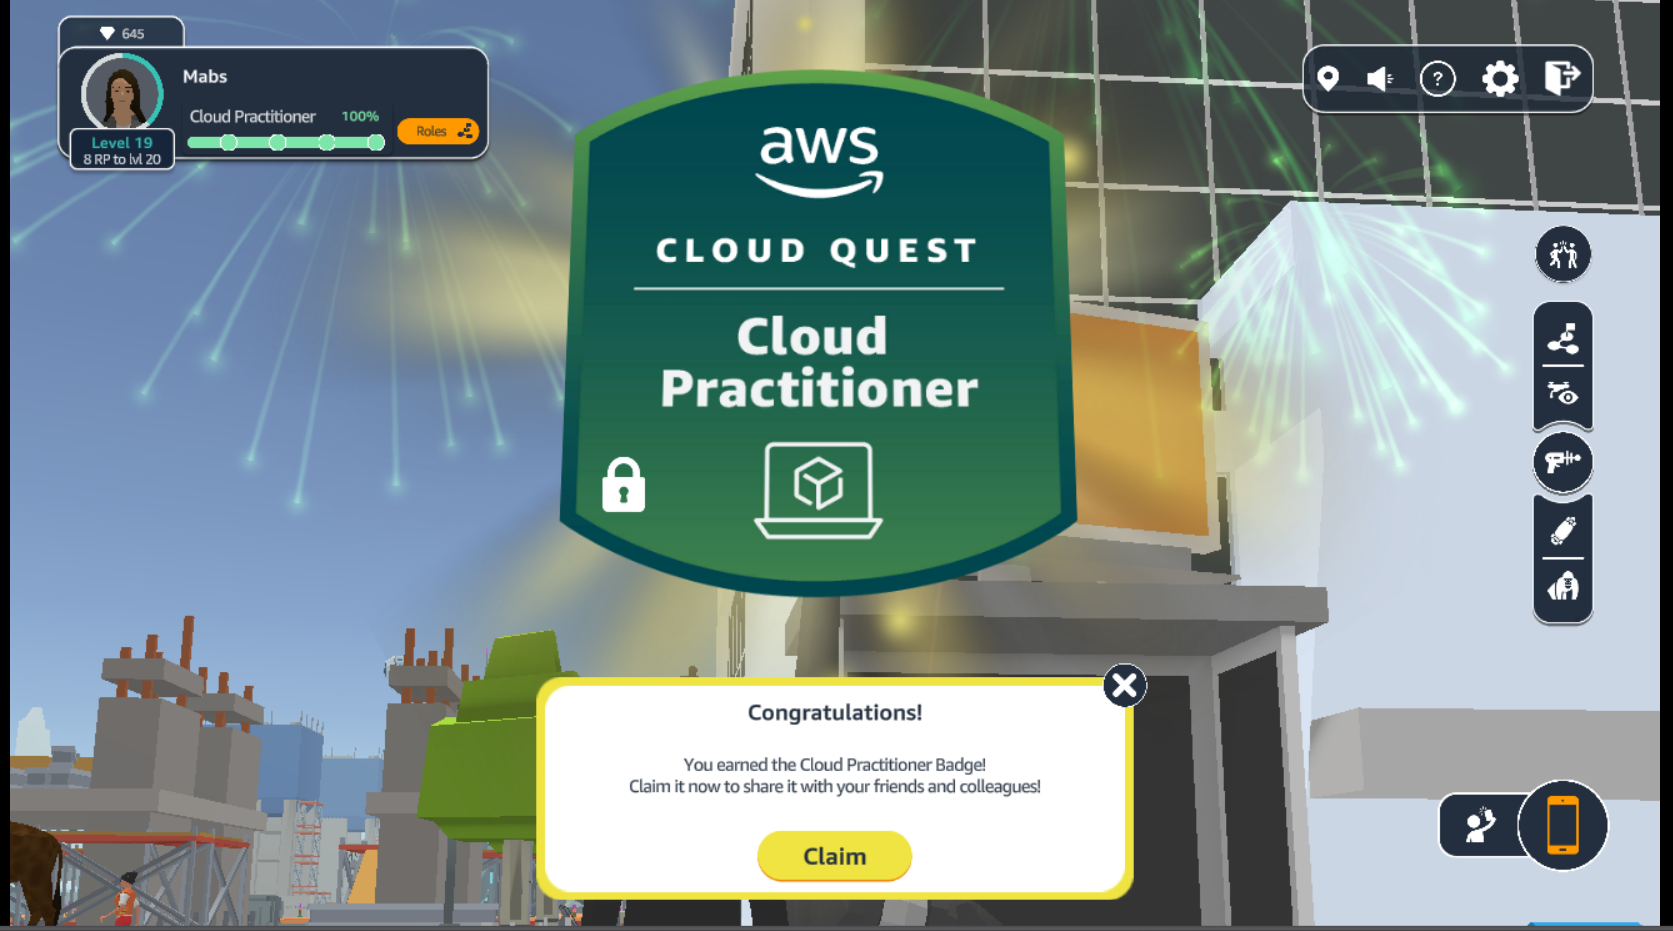 645
Mabs
Cloud Practitioner 100%
Roles
Level 19
8 RP to lvl 20
?
aws
CLOUD QUEST
Cloud
Practitioner
Congratulations!
You earned the Cloud Practitioner Badge!
Claim it now to share it with your friends and colleagues!
Claim